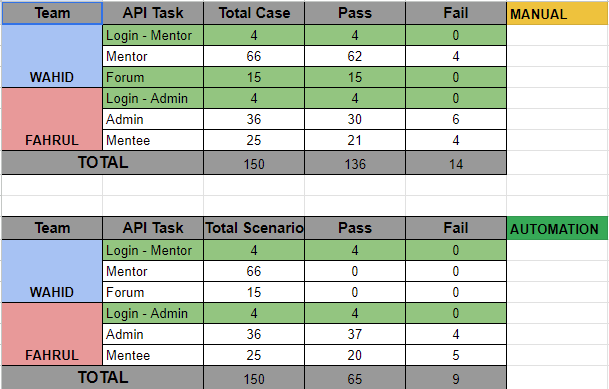 Team API Task Total Case Pass Fail MANUAL
Login - Mentor 4 4 0
Mentor 66 62 4
WAHID Forum 15 15 0
Login - Admin 4 4 0
Admin 36 30 6
FAHRUL Mentee 25 21 4
TOTAL 150 136 14
Team API Task Total Scenario Pass Fail AUTOMATION
Login - Mentor 4 4 0
Mentor 66 0 0
WAHID Forum 15 0 0
Login - Admin 4 4 0
Admin 36 37 4
FAHRUL Mentee 25 20 5
TOTAL 150 65 9